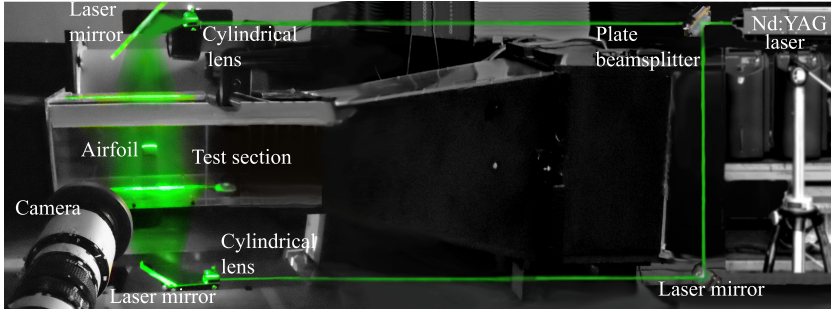 Laser
mirror
Cylindrical
lens
Plate
beamsplitter
Nd:YAG
laser
Airfoil
Test section
Camera
Cylindrical
lens
Laser mirror
Laser mirror